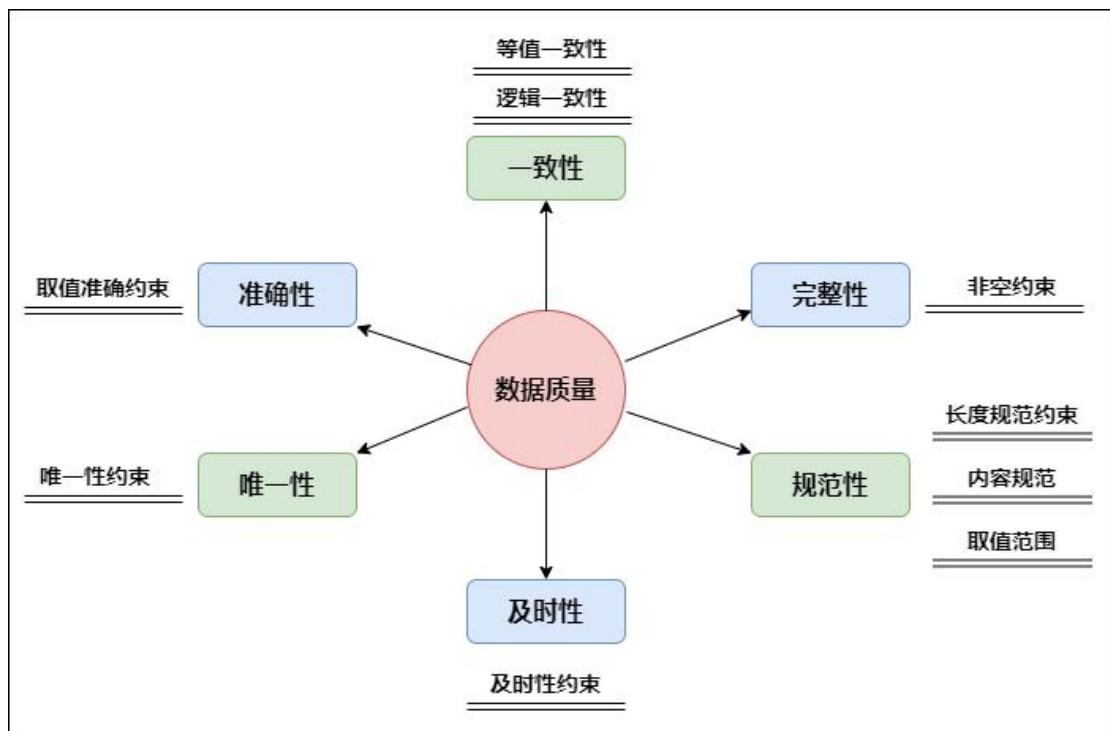 等值一致性
逻辑一致性
一致性
取值准确约束
准确性
完整性
非空约束
数据质量
长度规范约束
唯一性约束
唯一性
规范性
内容规范
取值范围
及时性
及时性约束